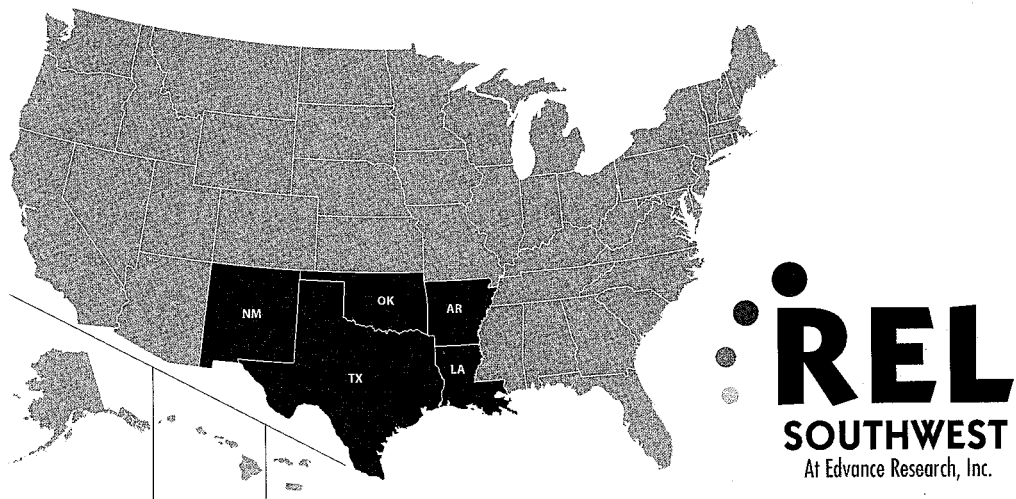 NM
OK
AR
TX
LA
REL
SOUTHWEST
At Edvance Research, Inc.